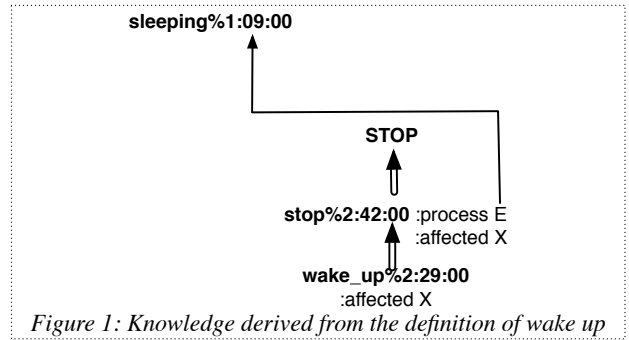 sleeping%1:09:00
STOP
stop%2:42:00 :process E
:affected X
wake_up%2:29:00
:affected X
Figure 1: Knowledge derived from the definition of wake up